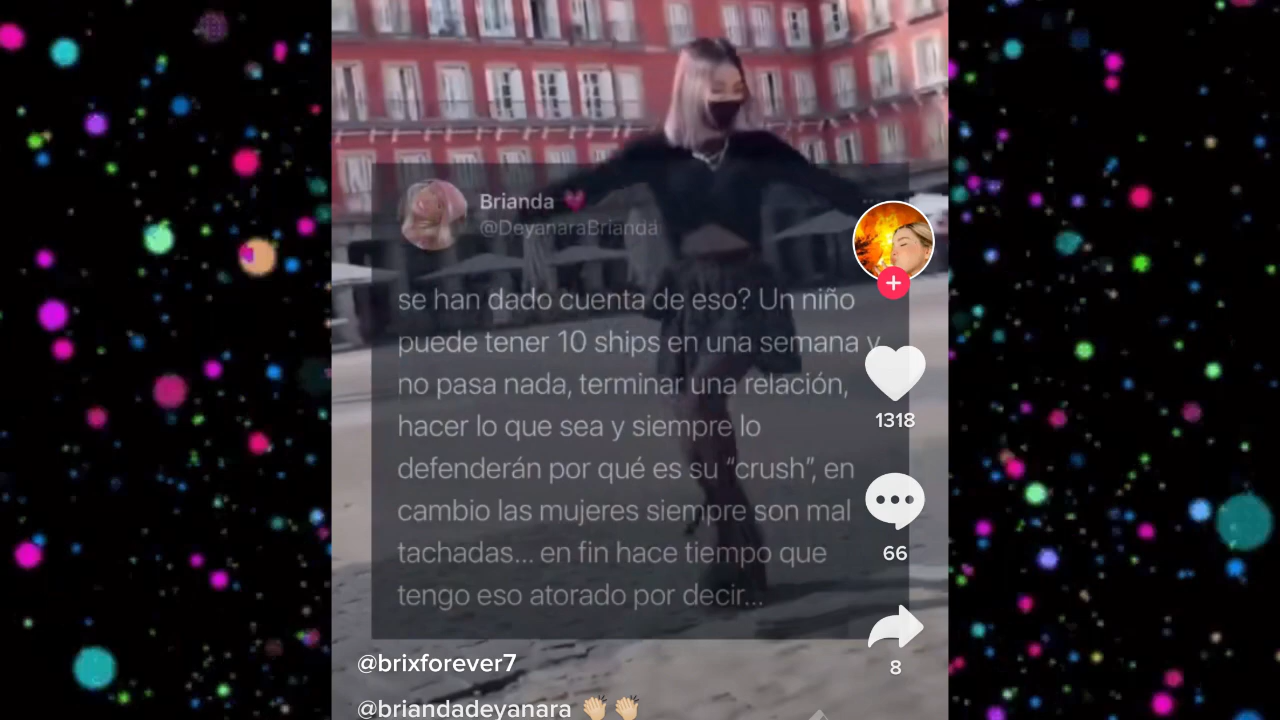 Brianda
@DeyanaraBrianda
se han dado cuenta de eso? Un niño
puede tener 10 ships en una semana y
no pasa nada, terminar una relación,
hacer lo que sea y siempre lo
defenderán por qué es su “crush”, en
cambio las mujeres siempre son mal
tachadas... en fin hace tiempo que
tengo eso atorado por decir...
1318
66
8
@brixforever7
@briandadeyanara 👏🏼 👏🏼